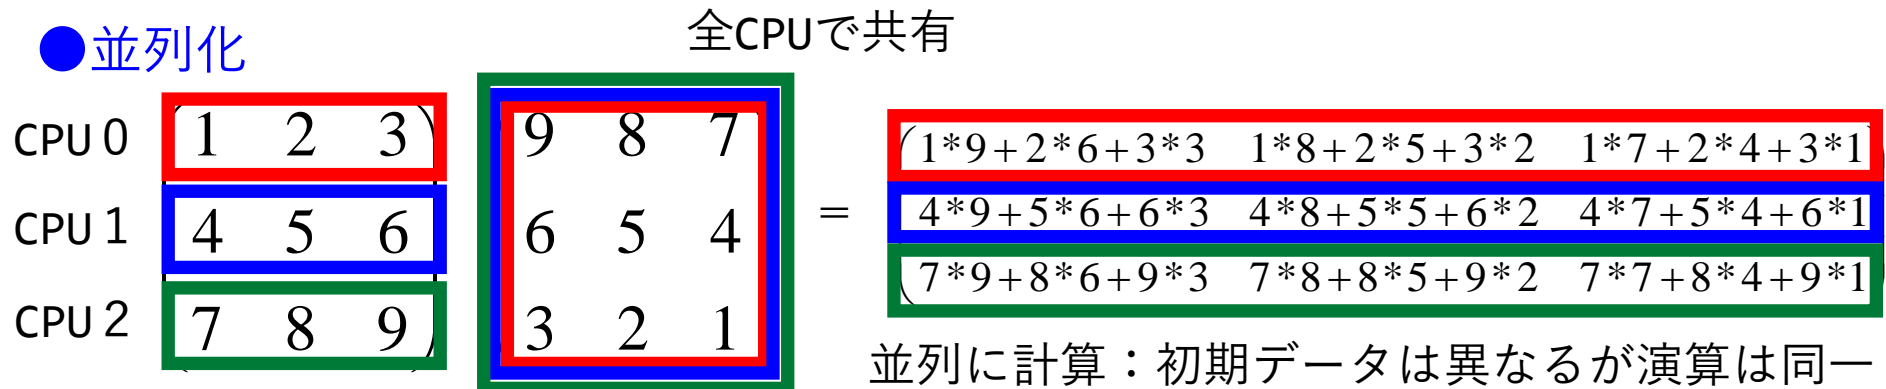 ●並列化
全CPUで共有
CPU 0 1 2 3 9 8 7 1*9+2*6+3*3 1*8+2*5+3*2 1*7+2*4+3*1
CPU 1 4 5 6 6 5 4 = 4*9+5*6+6*3 4*8+5*5+6*2 4*7+5*4+6*1
CPU 2 7 8 9 3 2 1 7*9+8*6+9*3 7*8+8*5+9*2 7*7+8*4+9*1
並列に計算：初期データは異なるが演算は同一